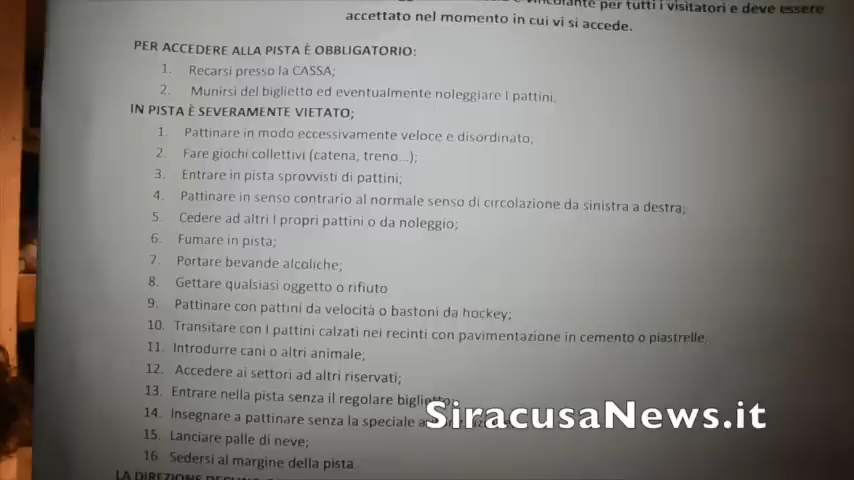 vincolante per tutti i visitatori e deve essere
accettato nel momento in cui vi si accede.
PER ACCEDERE ALLA PISTA È OBBLIGATORIO:
1. Recarsi presso la CASSA;
2. Munirsi del biglietto ed eventualmente noleggiare I pattini.
IN PISTA È SEVERAMENTE VIETATO;
1. Pattinare in modo eccessivamente veloce e disordinato;
2. Fare giochi collettivi (catena, treno...);
3. Entrare in pista sprovvisti di pattini;
4. Pattinare in senso contrario al normale senso di circolazione da sinistra a destra;
5. Cedere ad altri I propri pattini o da noleggio;
6. Fumare in pista;
7. Portare bevande alcoliche;
8. Gettare qualsiasi oggetto o rifiuto
9. Pattinare con pattini da velocità o bastoni da hockey;
10. Transitare con I pattini calzati nei recinti con pavimentazione in cemento o piastrelle.
11. Introdurre cani o altri animale;
12. Accedere ai settori ad altri riservati;
13. Entrare nella pista senza il regolare biglietto;
14. Insegnare a pattinare senza la speciale
SiracusaNews.it
15. Lanciare palle di neve;
16 Sedersi al margine della pista
LA DIREZIONE